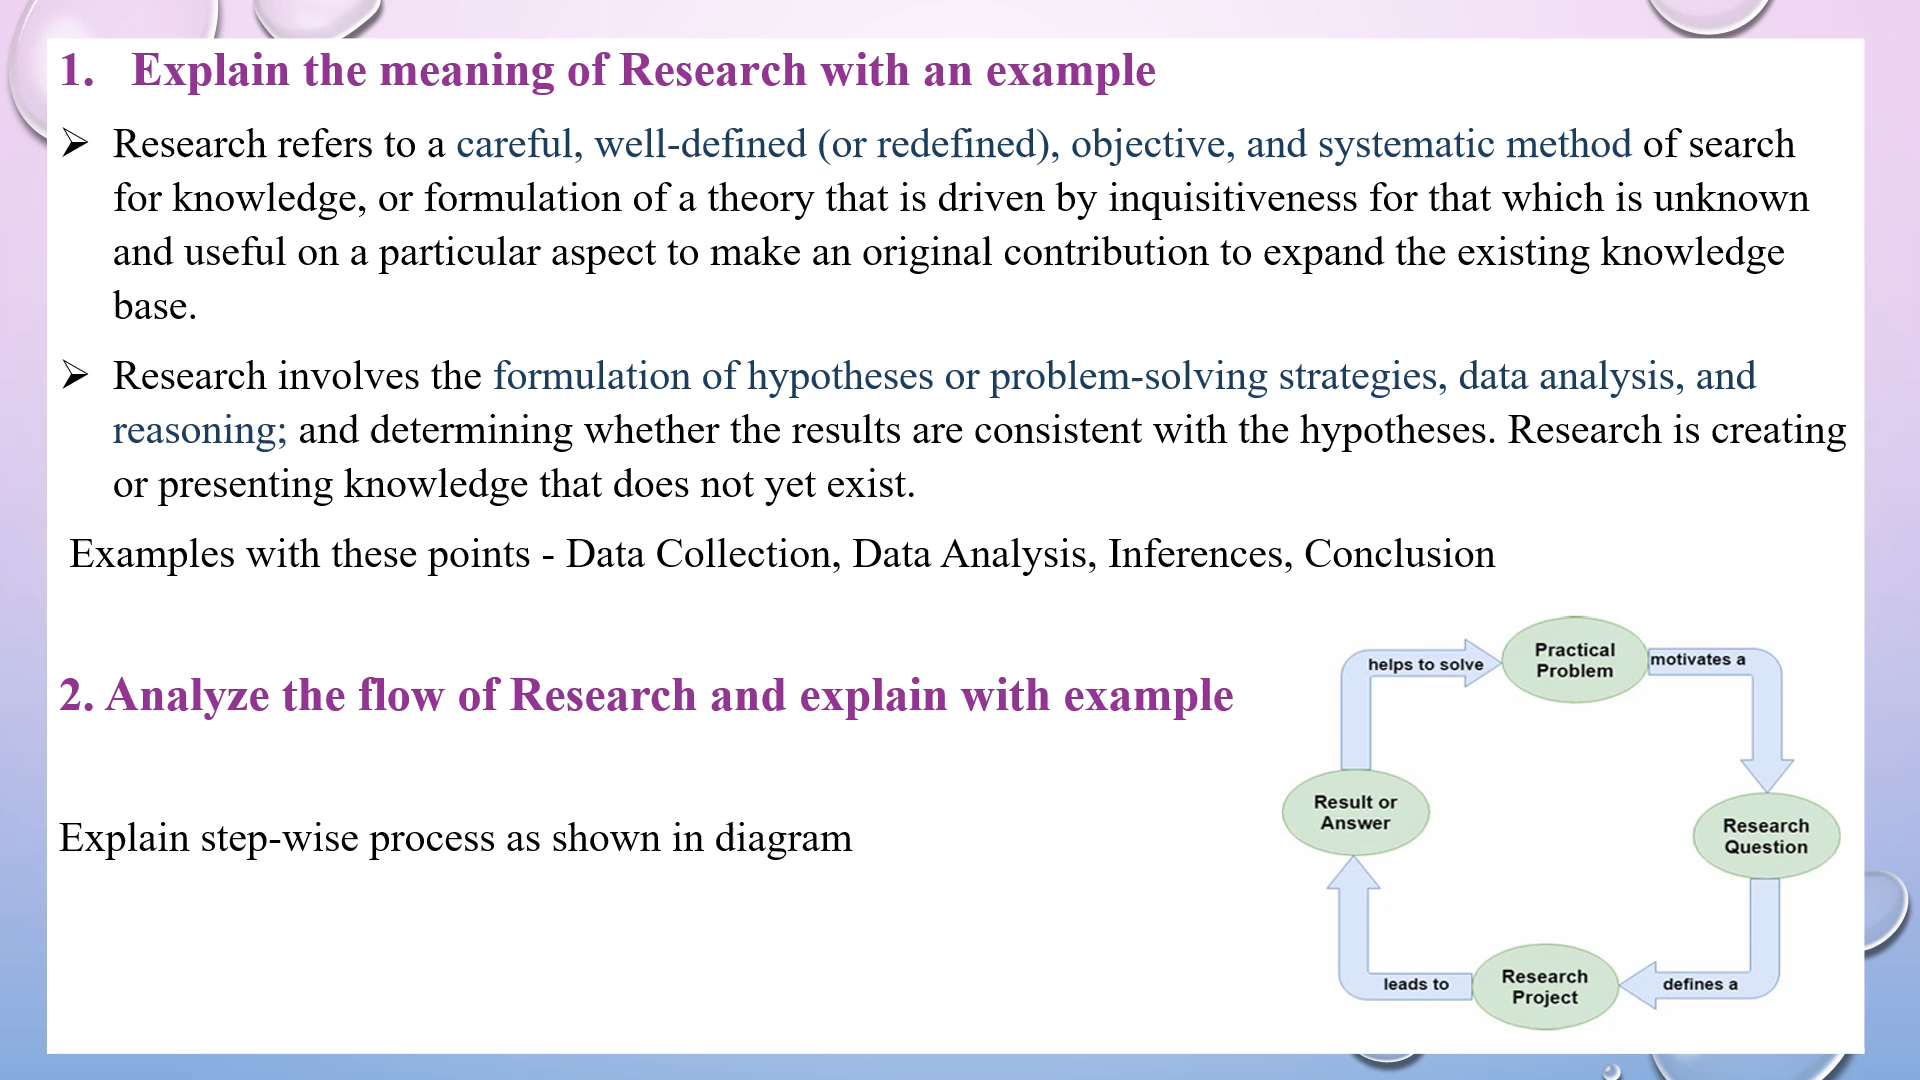 1. Explain the meaning of Research with an example
➢ Research refers to a careful, well-defined (or redefined), objective, and systematic method of search
for knowledge, or formulation of a theory that is driven by inquisitiveness for that which is unknown
and useful on a particular aspect to make an original contribution to expand the existing knowledge
base.
➢ Research involves the formulation of hypotheses or problem-solving strategies, data analysis, and
reasoning; and determining whether the results are consistent with the hypotheses. Research is creating
or presenting knowledge that does not yet exist.
Examples with these points - Data Collection, Data Analysis, Inferences, Conclusion
2. Analyze the flow of Research and explain with example
Explain step-wise process as shown in diagram
Practical
Problem
motivates a
Research
Question
defines a
Research
Project
leads to
Result or
Answer
helps to solve